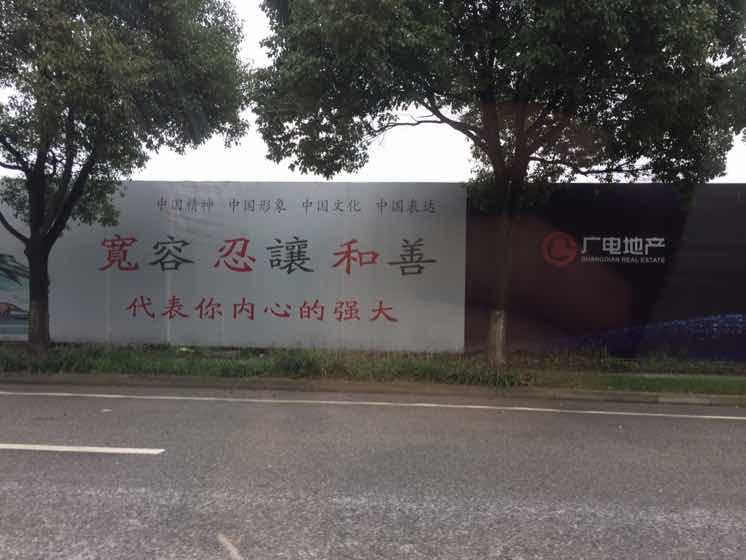 中国精神 中国形象 中国文化 中国表达
寬容 忍讓 和善
代表你内心的强大
广电地产
SHANGDIAN REAL ESTATE